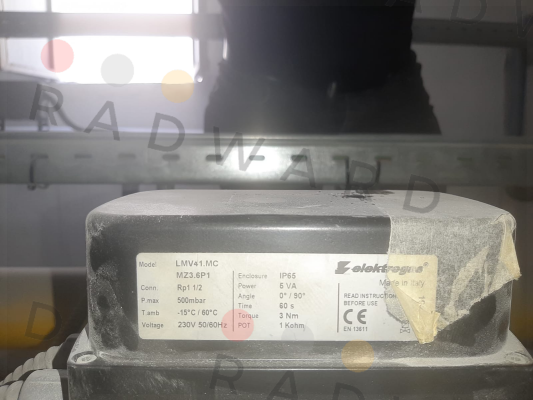 RADWARD
Model LMV41.MC
MZ3.6P1
Conn. Rp1 1/2
P.max 500mbar
T.amb -15°C / 60°C
Voltage 230V 50/60Hz
Enclosure IP65
Power 5 VA
Angle 0° / 90°
Time 60 s
Torque 3 Nm
POT 1 Kohm
elektrogas
Made in Italy
READ INSTRUCTION
BEFORE USE
CE
EN 13611
RADWARD